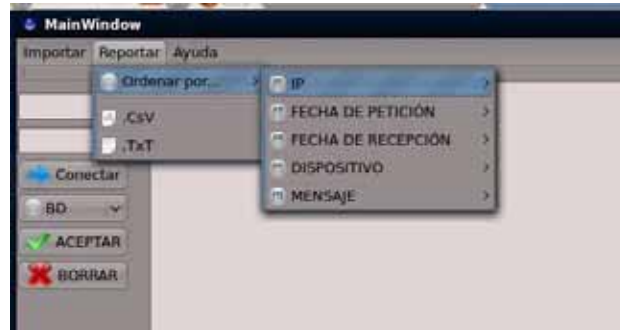 MainWindow
Importar Reportar Ayuda
Ordenar por...
IP
.CsV
FECHA DE PETICIÓN
.TxT
FECHA DE RECEPCIÓN
DISPOSITIVO
MENSAJE
Conectar
BD
ACEPTAR
BORRAR